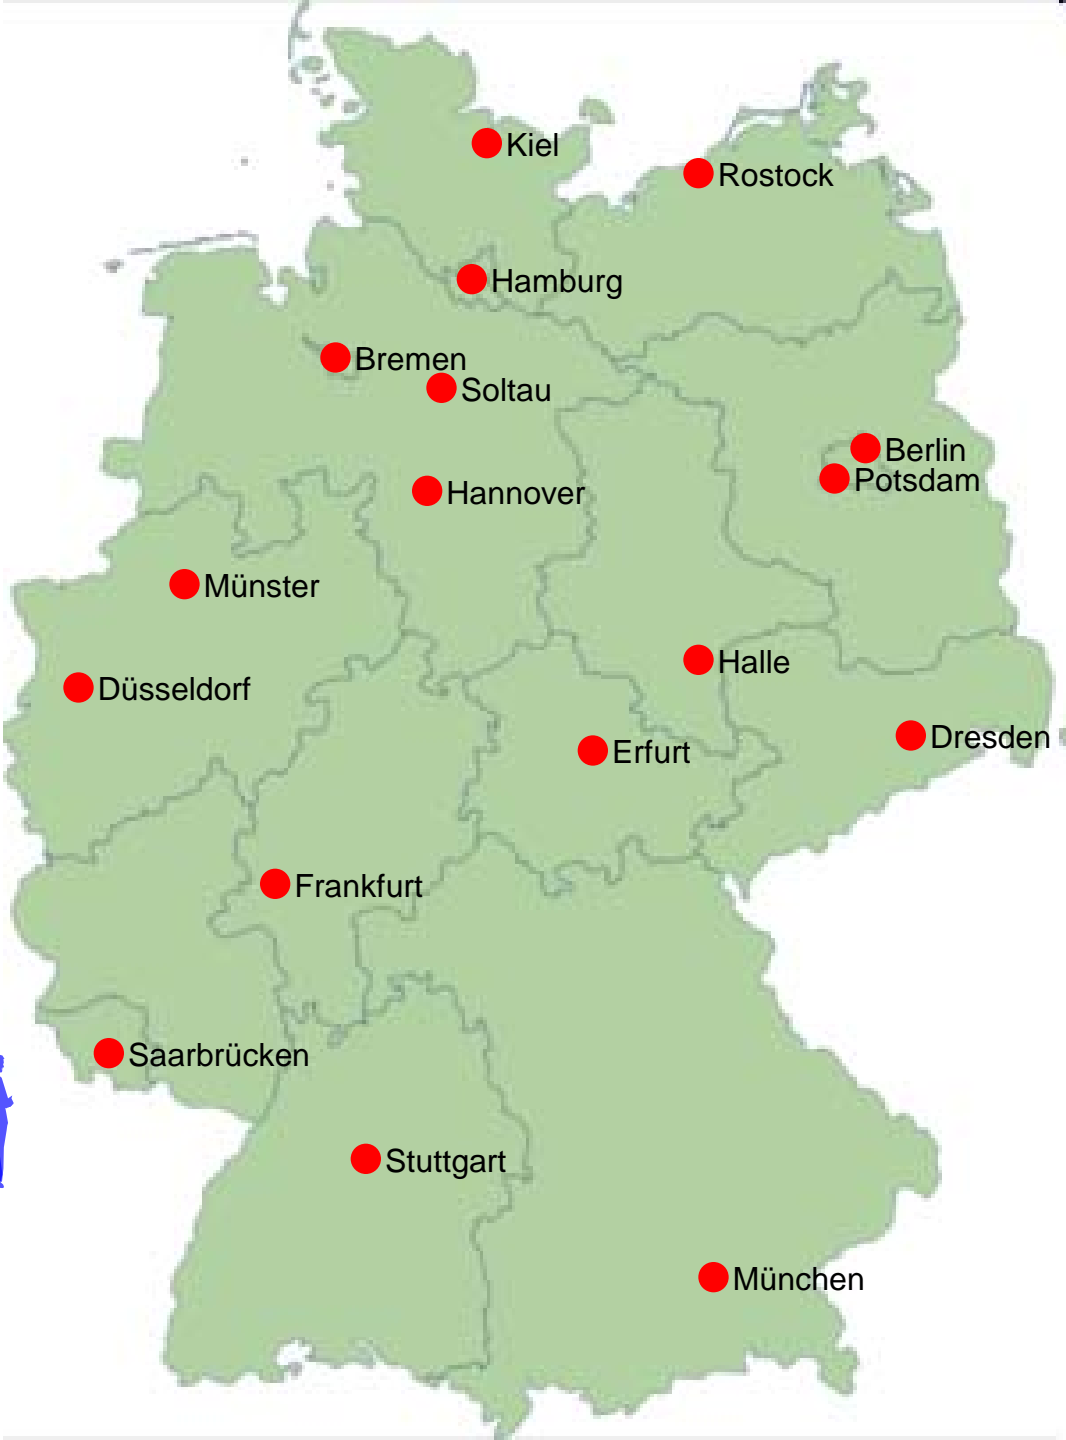 Kiel
Rostock
Hamburg
Bremen
Soltau
Berlin
Potsdam
Hannover
Münster
Halle
Düsseldorf
Dresden
Erfurt
Frankfurt
Saarbrücken
Stuttgart
München